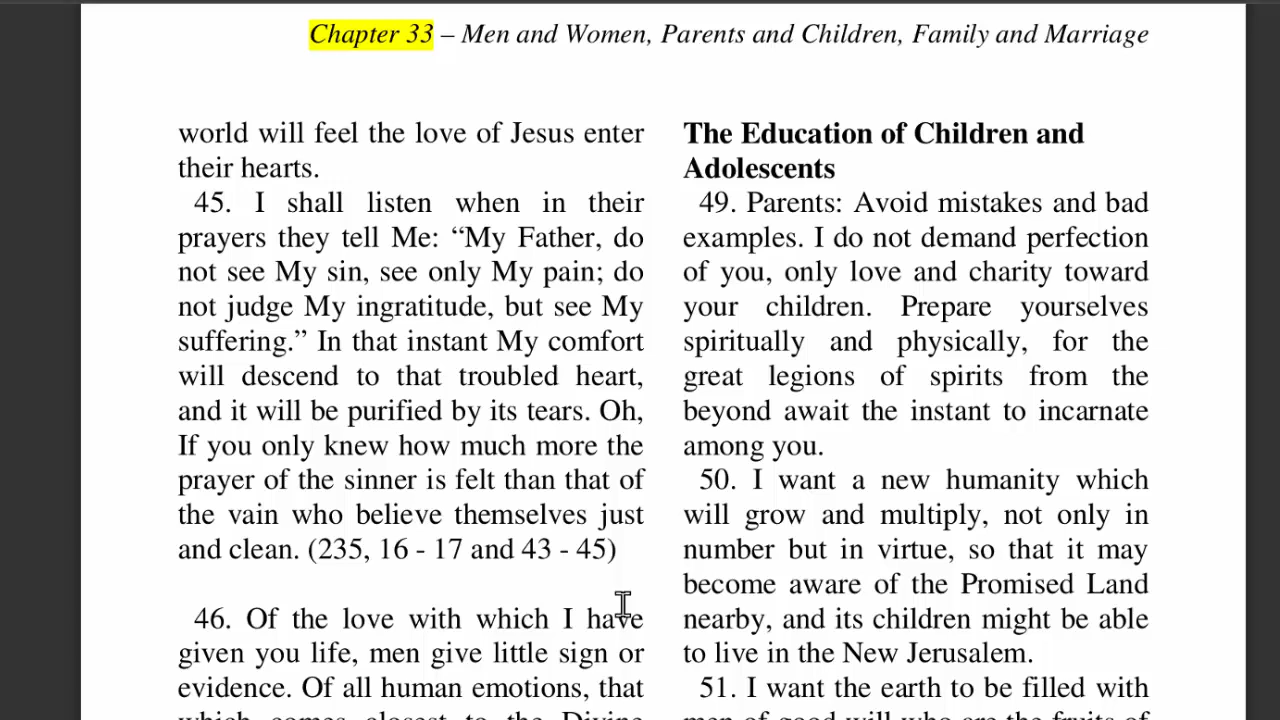 Chapter 33 – Men and Women, Parents and Children, Family and Marriage
world will feel the love of Jesus enter
their hearts.
45. I shall listen when in their
prayers they tell Me: “My Father, do
not see My sin, see only My pain; do
not judge My ingratitude, but see My
suffering.” In that instant My comfort
will descend to that troubled heart,
and it will be purified by its tears. Oh,
If you only knew how much more the
prayer of the sinner is felt than that of
the vain who believe themselves just
and clean. (235, 16 - 17 and 43 - 45)
46. Of the love with which I have
given you life, men give little sign or
evidence. Of all human emotions, that
which comes closest to the Divine
The Education of Children and
Adolescents
49. Parents: Avoid mistakes and bad
examples. I do not demand perfection
of you, only love and charity toward
your children. Prepare yourselves
spiritually and physically, for the
great legions of spirits from the
beyond await the instant to incarnate
among you.
50. I want a new humanity which
will grow and multiply, not only in
number but in virtue, so that it may
become aware of the Promised Land
nearby, and its children might be able
to live in the New Jerusalem.
51. I want the earth to be filled with
men of good will who are the fruits of